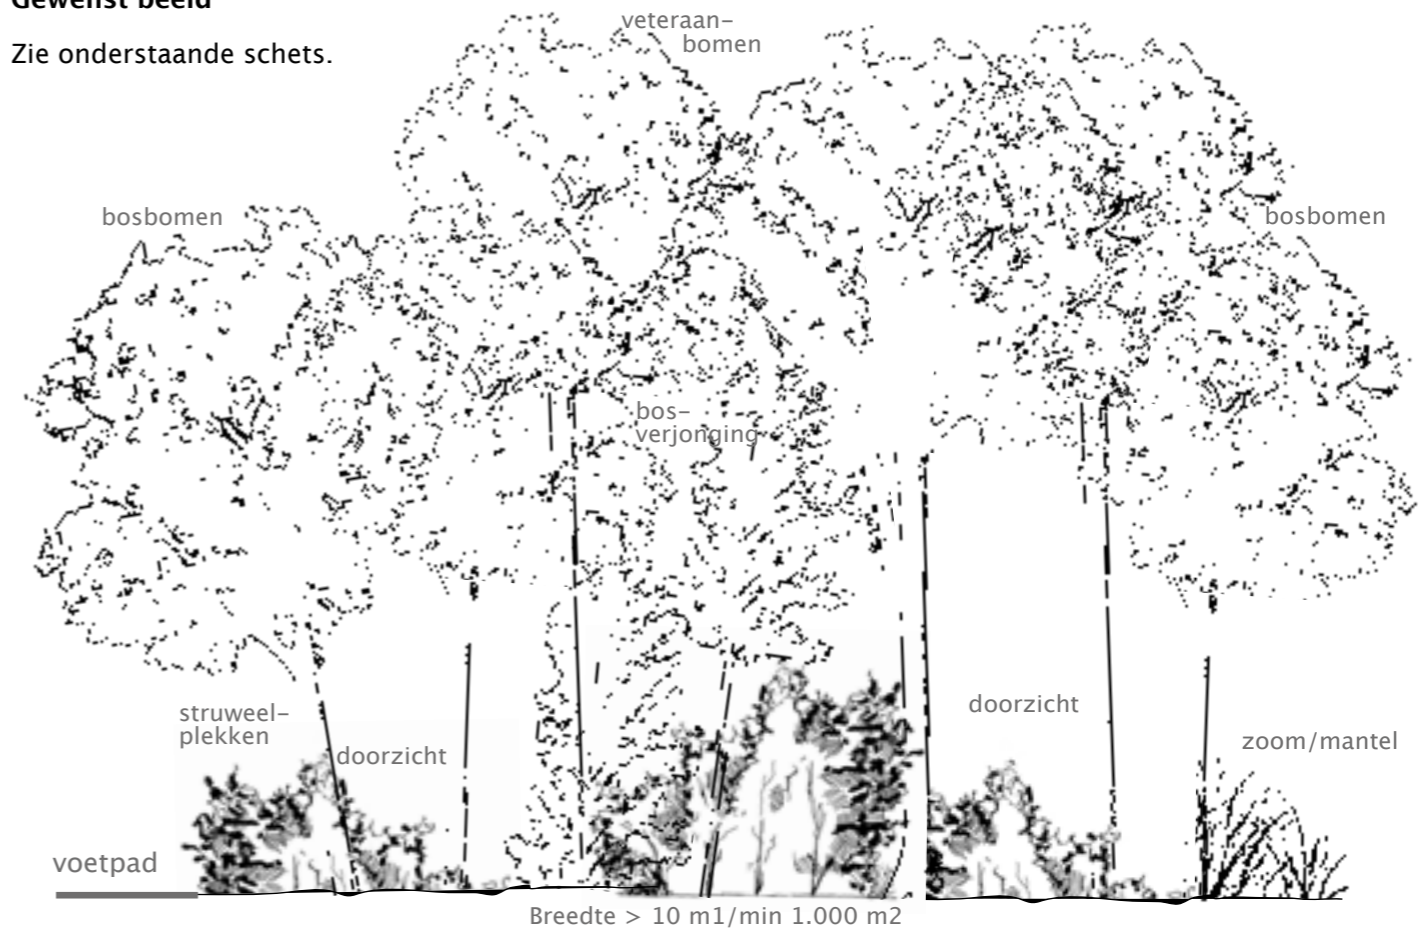 Gewenst beeld
Zie onderstaande schets.
veteraan-
bomen
bosbomen
bosbomen
bos-
verjonging
struweel-
plekken
doorzicht
doorzicht
zoom/mantel
voetpad
Breedte > 10 m1/min 1.000 m2